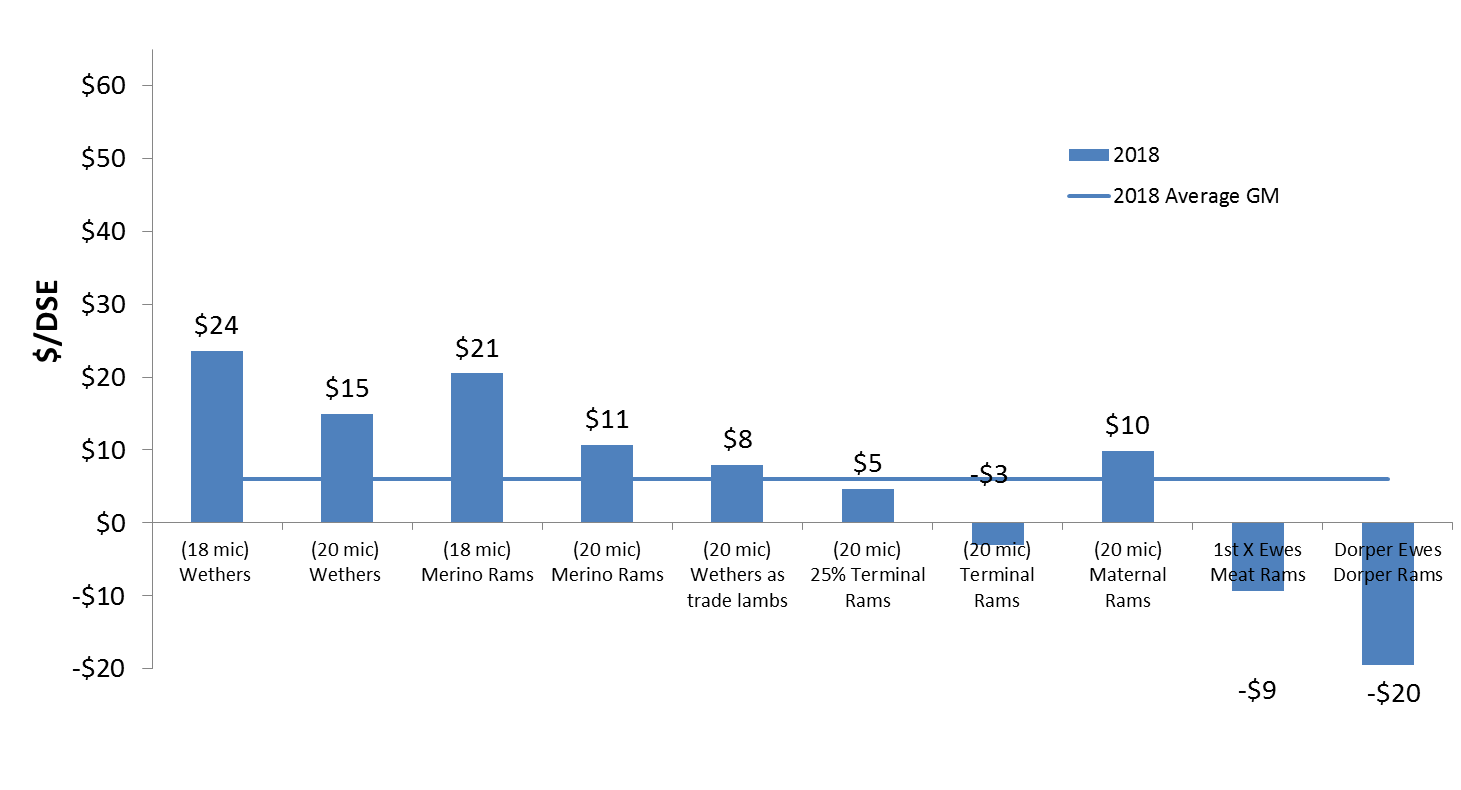 $60
$50
$40
$30
$20
$10
$0
-$10
-$20
$/DSE
2018
2018 Average GM
$24
$15
$21
$11
$8
$5
-$3
$10
-$9
-$20
(18 mic)
Wethers
(20 mic)
Wethers
(18 mic)
Merino Rams
(20 mic)
Merino Rams
(20 mic)
Wethers as
trade lambs
(20 mic)
25% Terminal
Rams
(20 mic)
Terminal
Rams
(20 mic)
Maternal
Rams
1st X Ewes
Meat Rams
Dorper Ewes
Dorper Rams